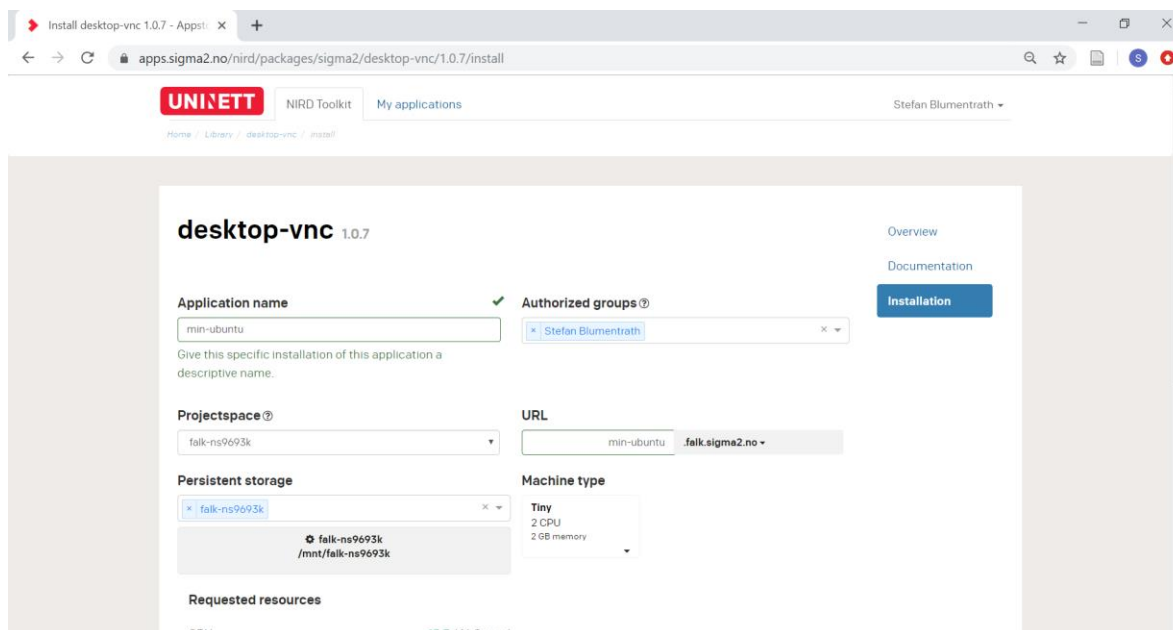 Install desktop-vnc 1.0.7 - Appst
apps.sigma2.no/nird/packages/sigma2/desktop-vnc/1.0.7/install
S
UNINETT
NIRD Toolkit
My applications
Stefan Blumentrath
Home / Library / desktop-vnc / Install
desktop-vnc 1.0.7
Overview
Documentation
Installation
Application name
min-ubuntu
Give this specific installation of this application a
descriptive name.
Authorized groups
× Stefan Blumentrath
Projectspace
falk-ns9693k
URL
min-ubuntu .falk.sigma2.no
Persistent storage
× falk-ns9693k
falk-ns9693k
/mnt/falk-ns9693k
Machine type
Tiny
2 CPU
2 GB memory
Requested resources